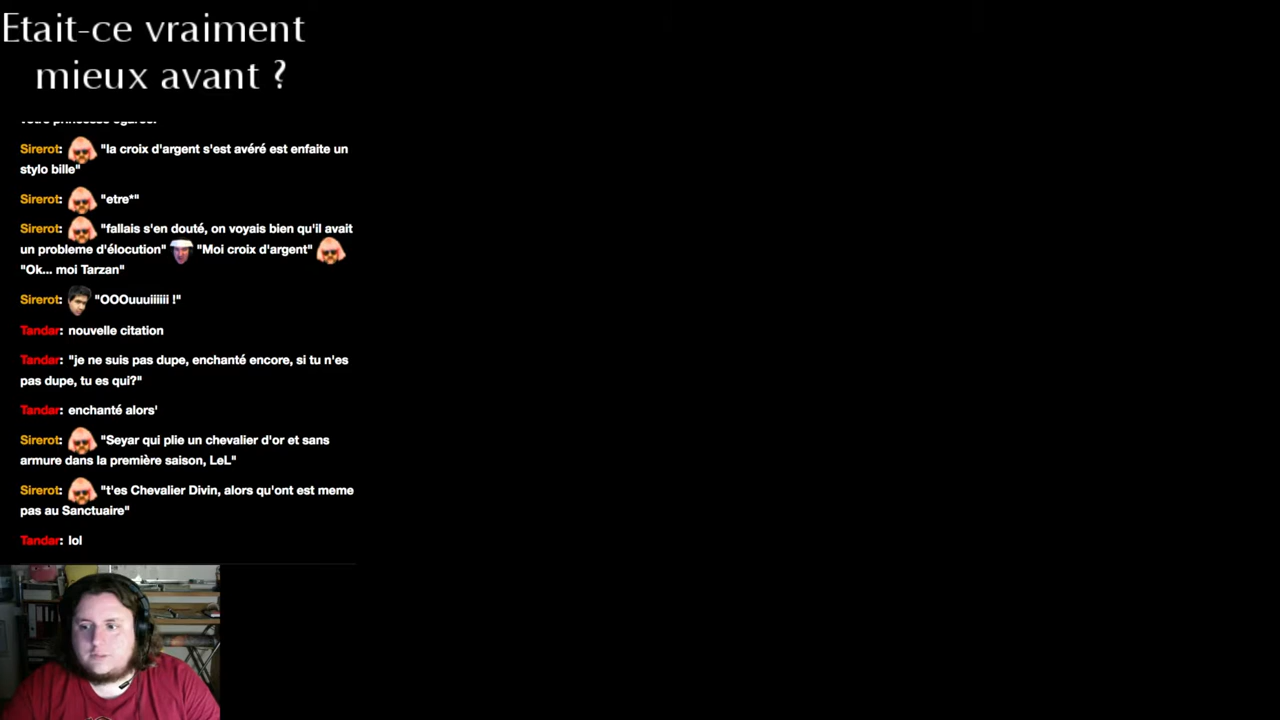 Etait-ce vraiment
mieux avant ?
votre princesse égarée.
Sirerot: "la croix d'argent s'est avéré est enfaite un
stylo bille"
Sirerot: "etre*"
Sirerot: "fallais s'en douté, on voyais bien qu'il avait
un probleme d'élocution" "Moi croix d'argent"
"Ok... moi Tarzan"
Sirerot: "OOOuuuiiiiii !"
Tandar: nouvelle citation
Tandar: "je ne suis pas dupe, enchanté encore, si tu n'es
pas dupe, tu es qui?"
Tandar: enchanté alors'
Sirerot: "Seyar qui plie un chevalier d'or et sans
armure dans la première saison, LeL"
Sirerot: "t'es Chevalier Divin, alors qu'ont est meme
pas au Sanctuaire"
Tandar: lol